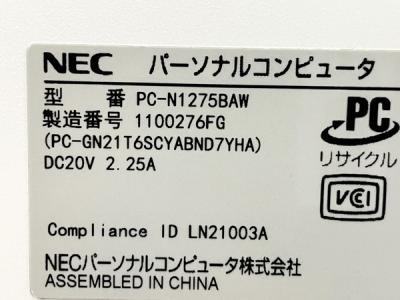 NEC パーソナルコンピュータ
型 番 PC-N1275BAW
製造番号 1100276FG
(PC-GN21T6SCYABND7YHA)
DC20V 2.25A
PC
リサイクル
VCI
Compliance ID LN21003A
NECパーソナルコンピュータ株式会社
ASSEMBLED IN CHINA